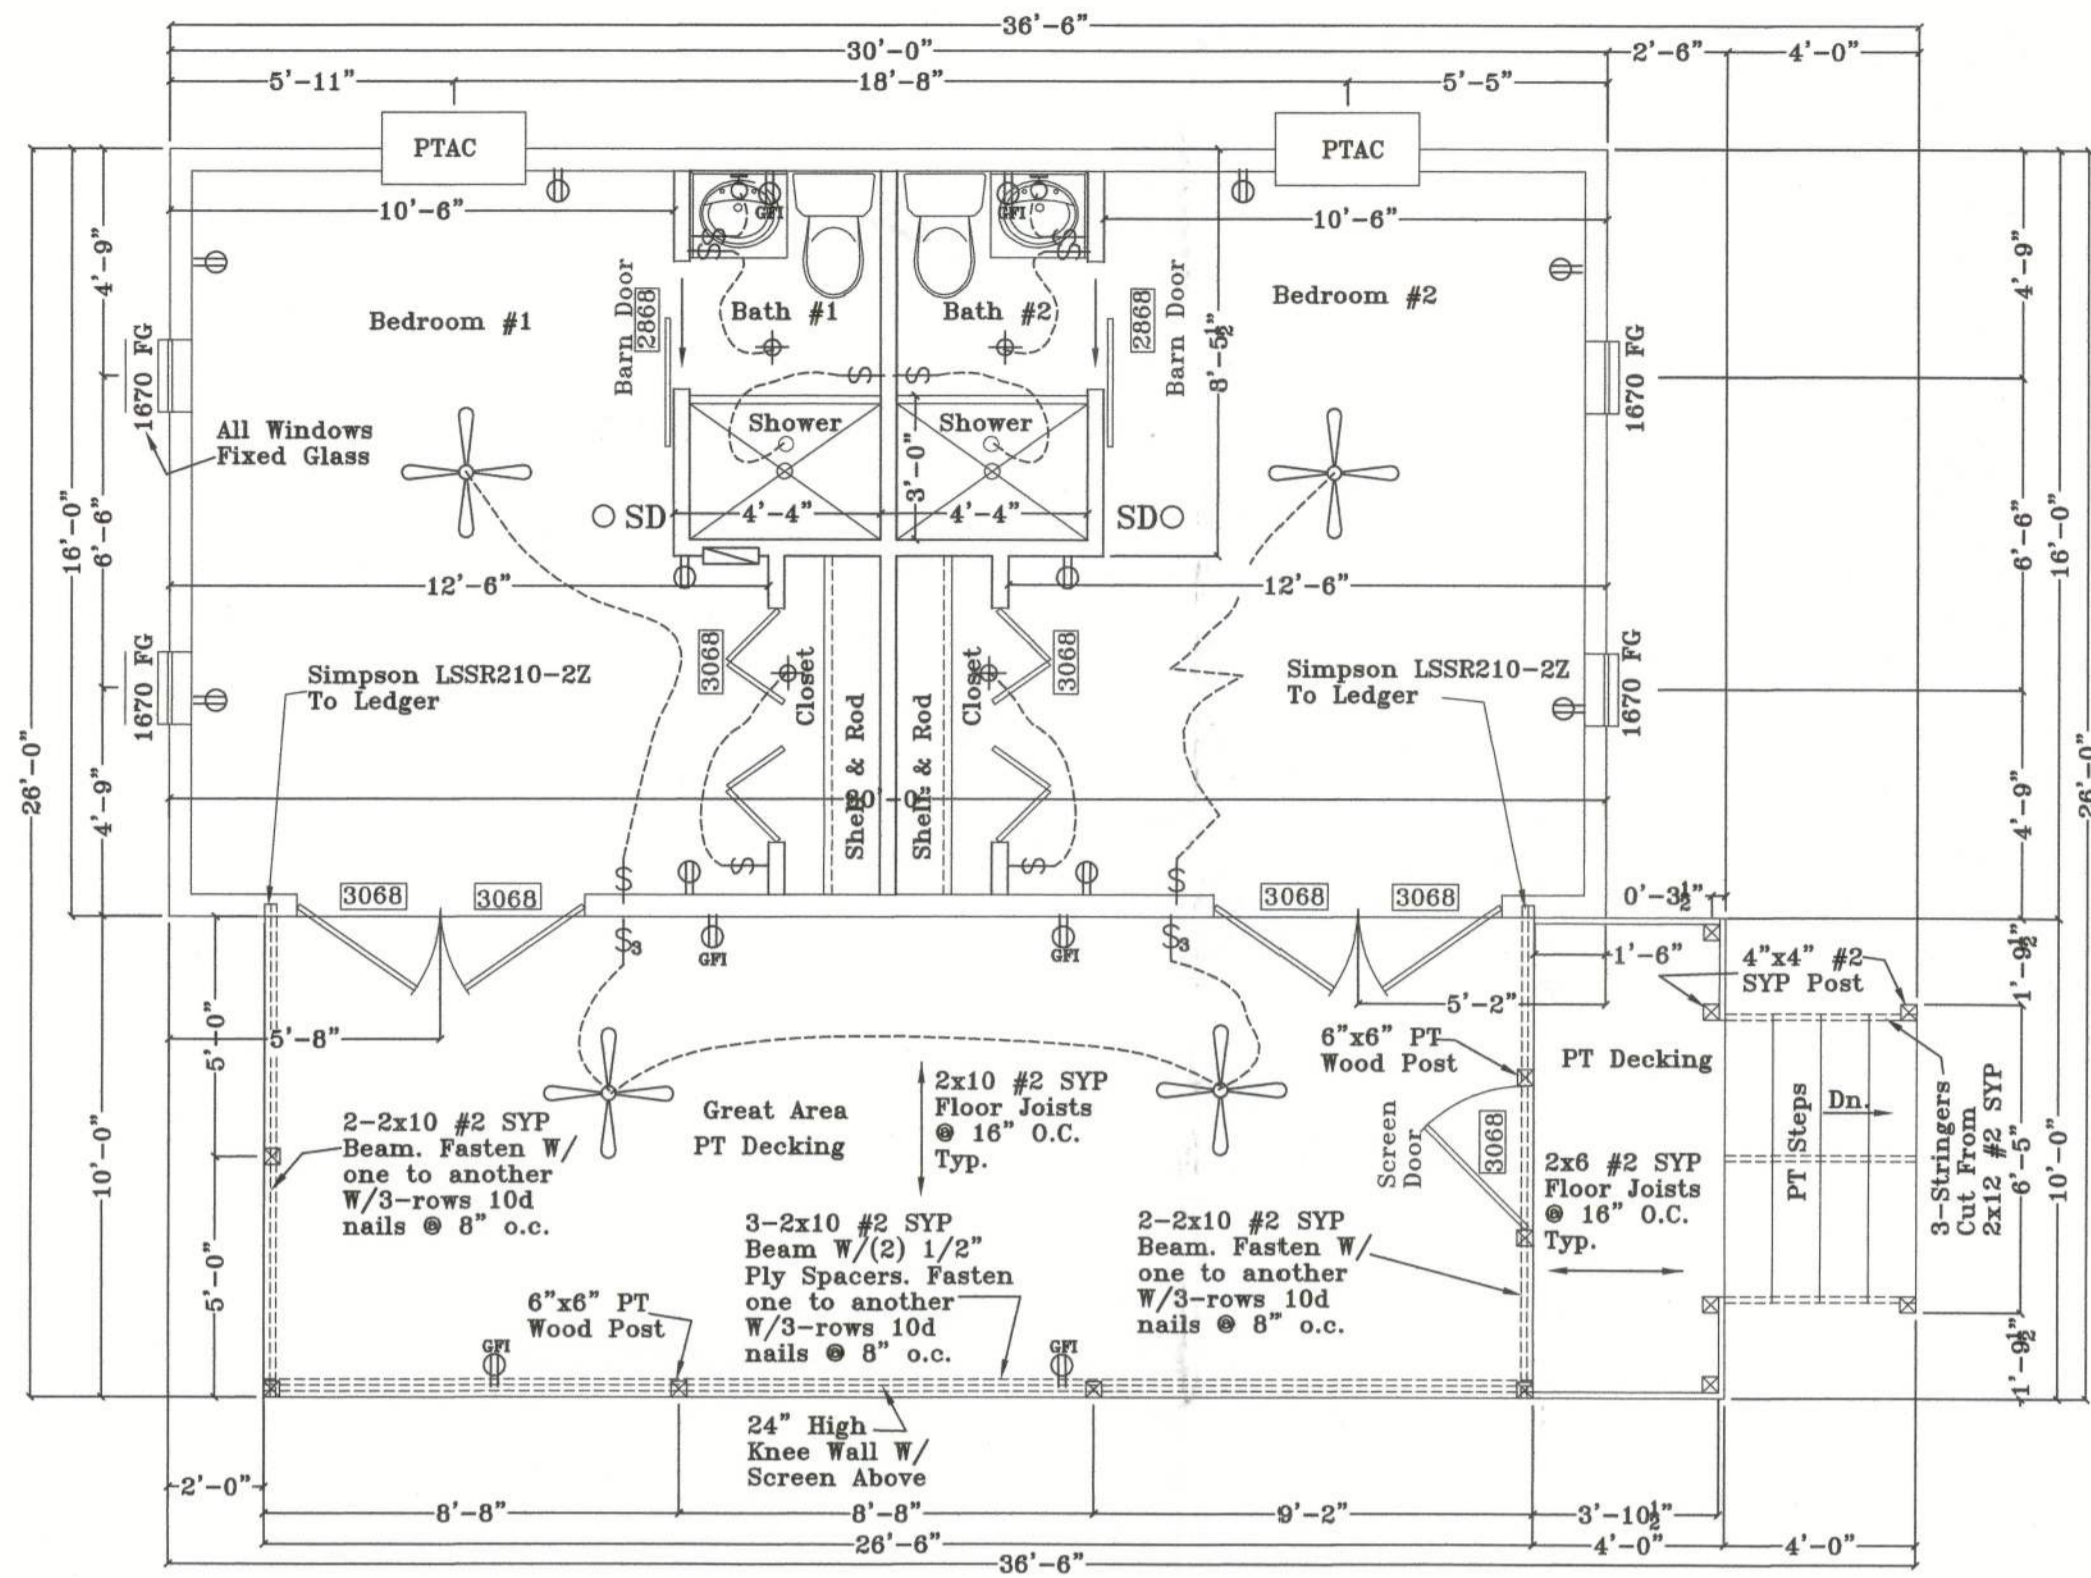 36'-6"
30'-0"
2'-6"
4'-0"
5'-11"
18'-8"
5'-5"
PTAC
PTAC
10'-6"
10'-6"
GFI
GFI
S
S
S
S
4'-9"
4'-9"
Bedroom #1
Bath #1
Bath #2
Bedroom #2
Barn Door
2868
2868
Barn Door
8'-5½"
1670 FG
1670 FG
All Windows
Fixed Glass
S
S
Shower
Shower
3'-0"
SD
4'-4"
4'-4"
SD
16'-0"
6'-6"
6'-6"
16'-0"
12'-6"
12'-6"
3068
Closet
Closet
3068
1670 FG
1670 FG
Simpson LSSR210-2Z
To Ledger
Simpson LSSR210-2Z
To Ledger
Shelf & Rod
Shelf & Rod
26'-0"
26'-0"
4'-9"
4'-9"
S
S
S
S
3068
3068
3068
3068
0'-3½"
S3
S3
GFI
GFI
1'-6"
4"x4" #2
SYP Post
1'-9½"
5'-0"
5'-8"
5'-2"
6"x6" PT
Wood Post
PT Decking
2x10 #2 SYP
Floor Joists
@ 16" O.C.
Typ.
Great Area
PT Decking
2-2x10 #2 SYP
Beam. Fasten W/
one to another
W/3-rows 10d
nails @ 8" o.c.
Screen
Door
3068
2x6 #2 SYP
Floor Joists
@ 16" O.C.
Typ.
PT Steps
Dn.
3-Stringers
Cut From
2x12 #2 SYP
6'-5"
10'-0"
10'-0"
5'-0"
3-2x10 #2 SYP
Beam W/(2) 1/2"
Ply Spacers. Fasten
one to another
W/3-rows 10d
nails @ 8" o.c.
2-2x10 #2 SYP
Beam. Fasten W/
one to another
W/3-rows 10d
nails @ 8" o.c.
6"x6" PT
Wood Post
GFI
GFI
1'-9½"
24" High
Knee Wall W/
Screen Above
2'-0"
8'-8"
8'-8"
9'-2"
3'-10½"
26'-6"
4'-0"
4'-0"
36'-6"